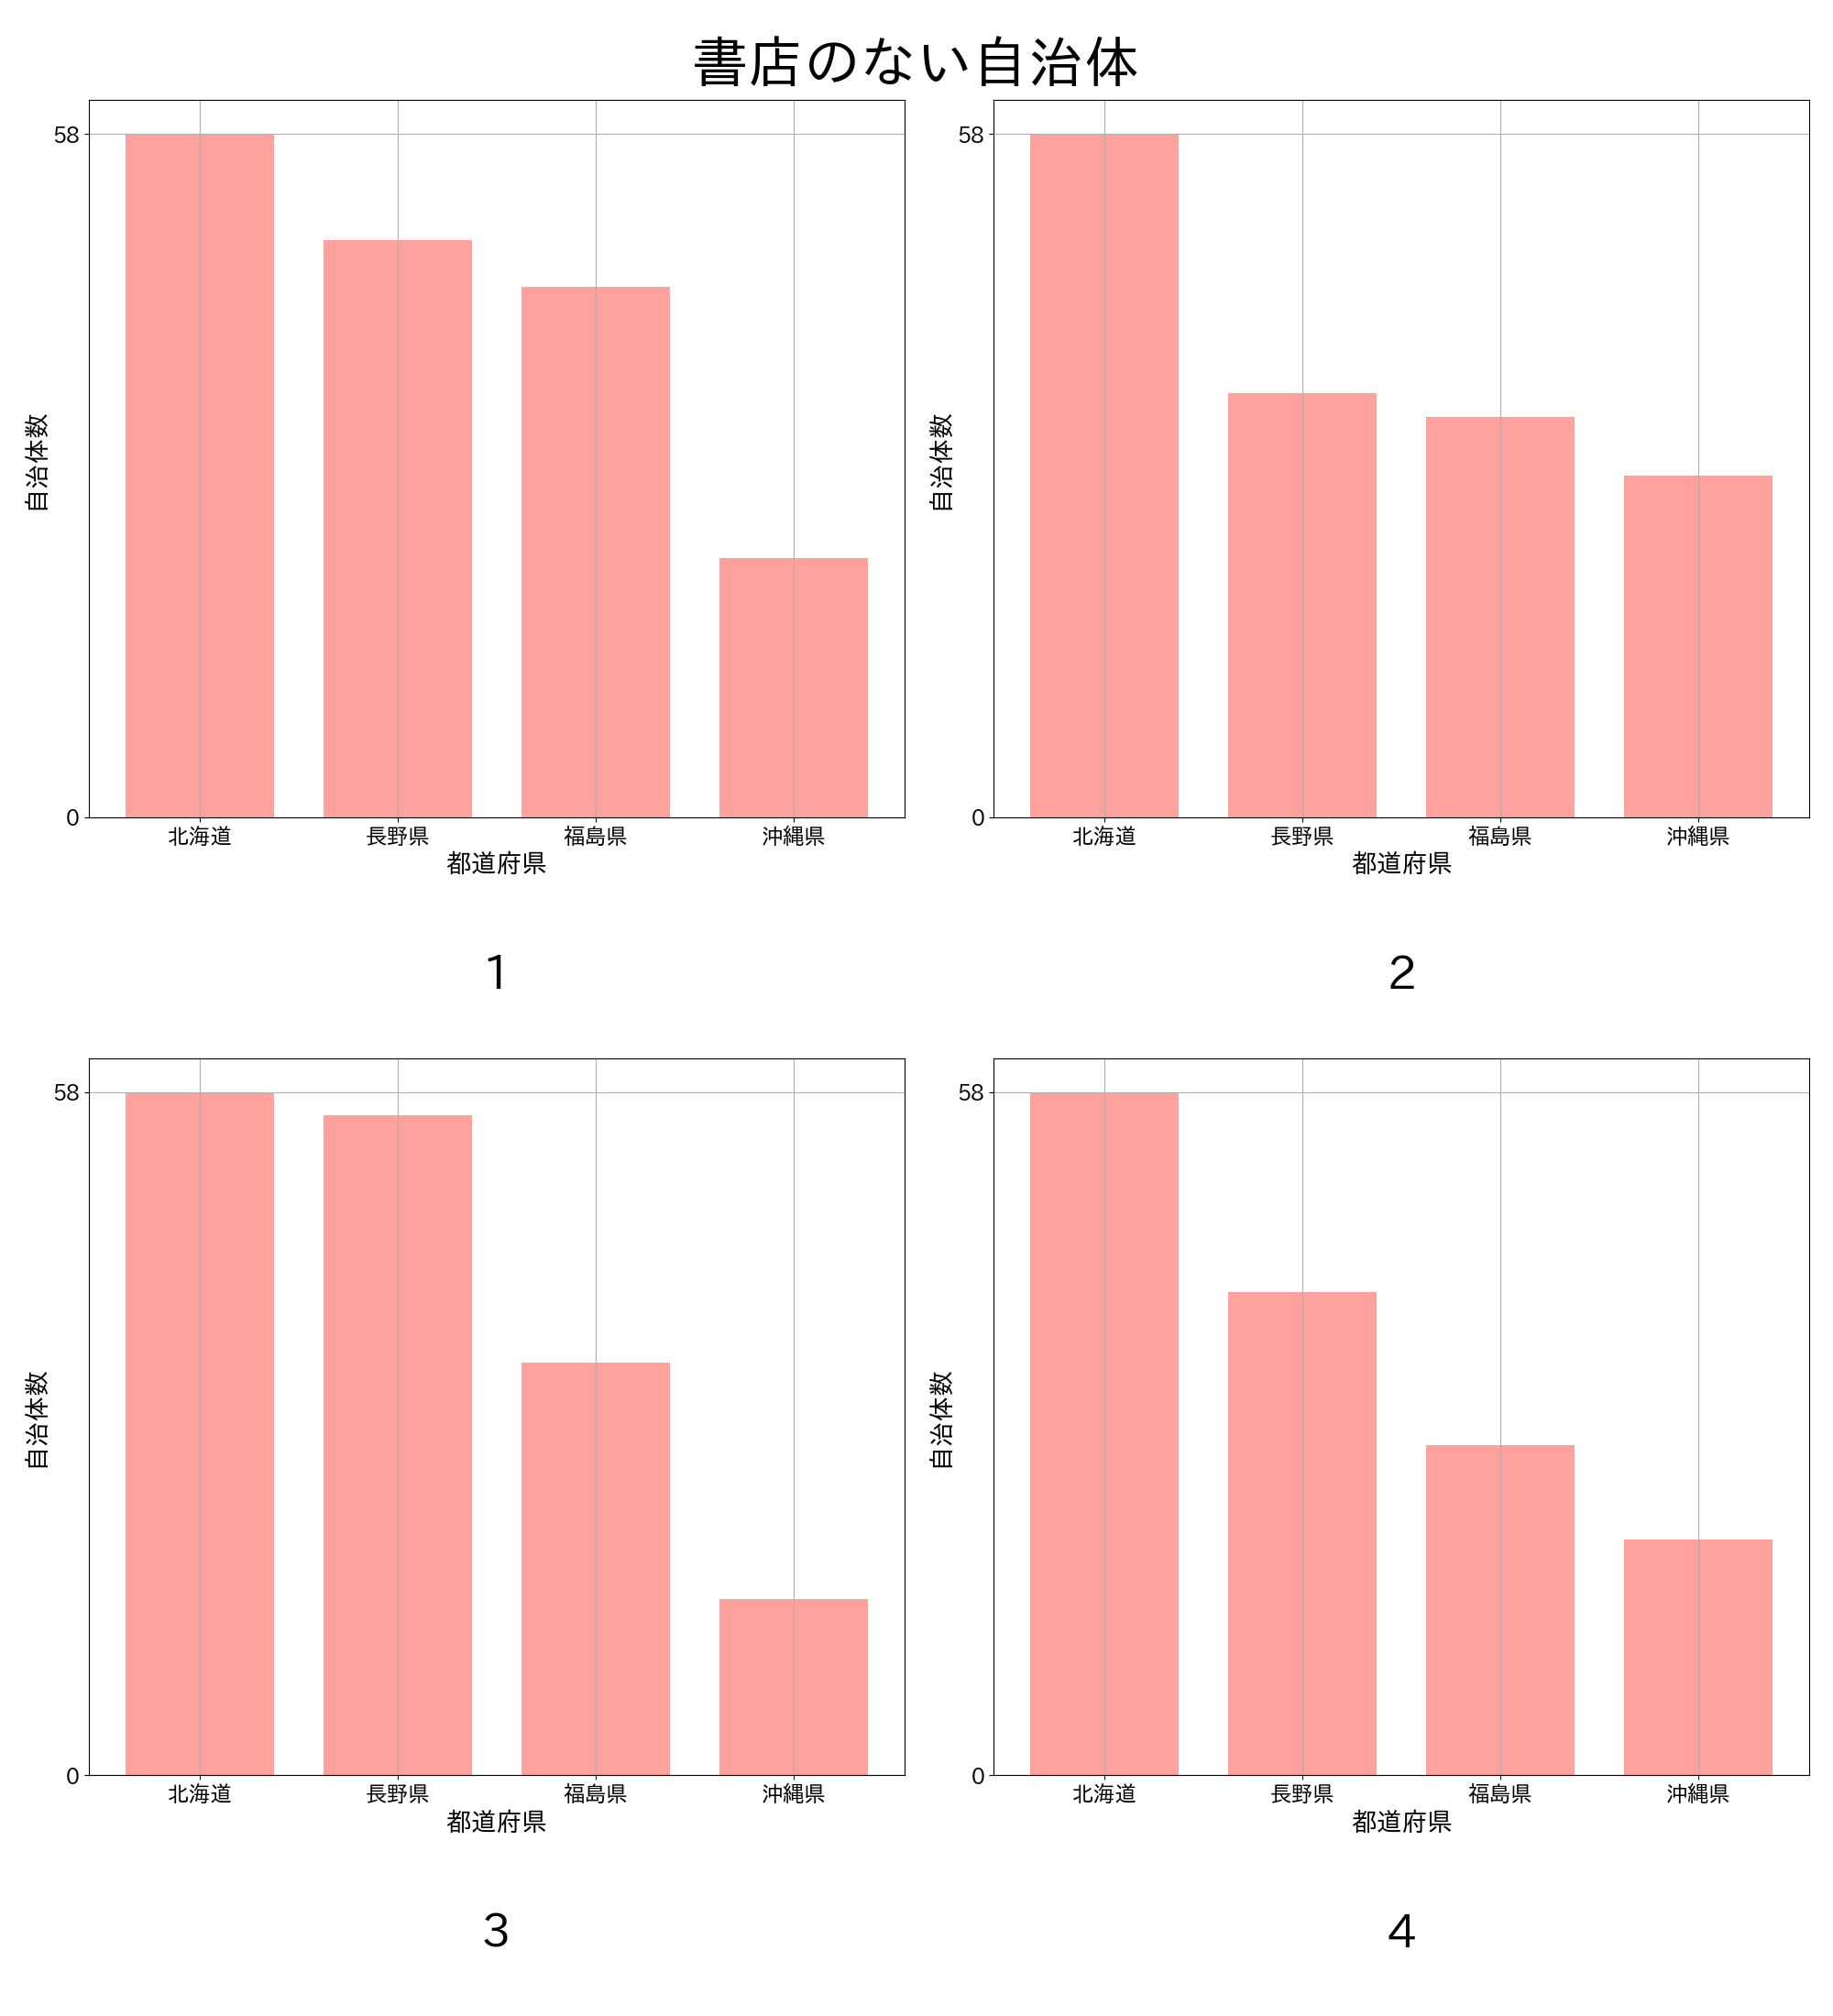 書店のない自治体
58
0
自治体数
北海道 長野県 福島県 沖縄県
都道府県
1
58
0
自治体数
北海道 長野県 福島県 沖縄県
都道府県
2
58
0
自治体数
北海道 長野県 福島県 沖縄県
都道府県
3
58
0
自治体数
北海道 長野県 福島県 沖縄県
都道府県
4